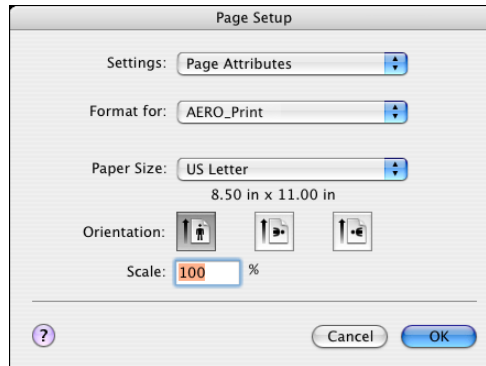 Page Setup
Settings: Page Attributes
Format for: AERO_Print
Paper Size: US Letter
8.50 in x 11.00 in
Orientation:
Scale: 100 %
? Cancel OK